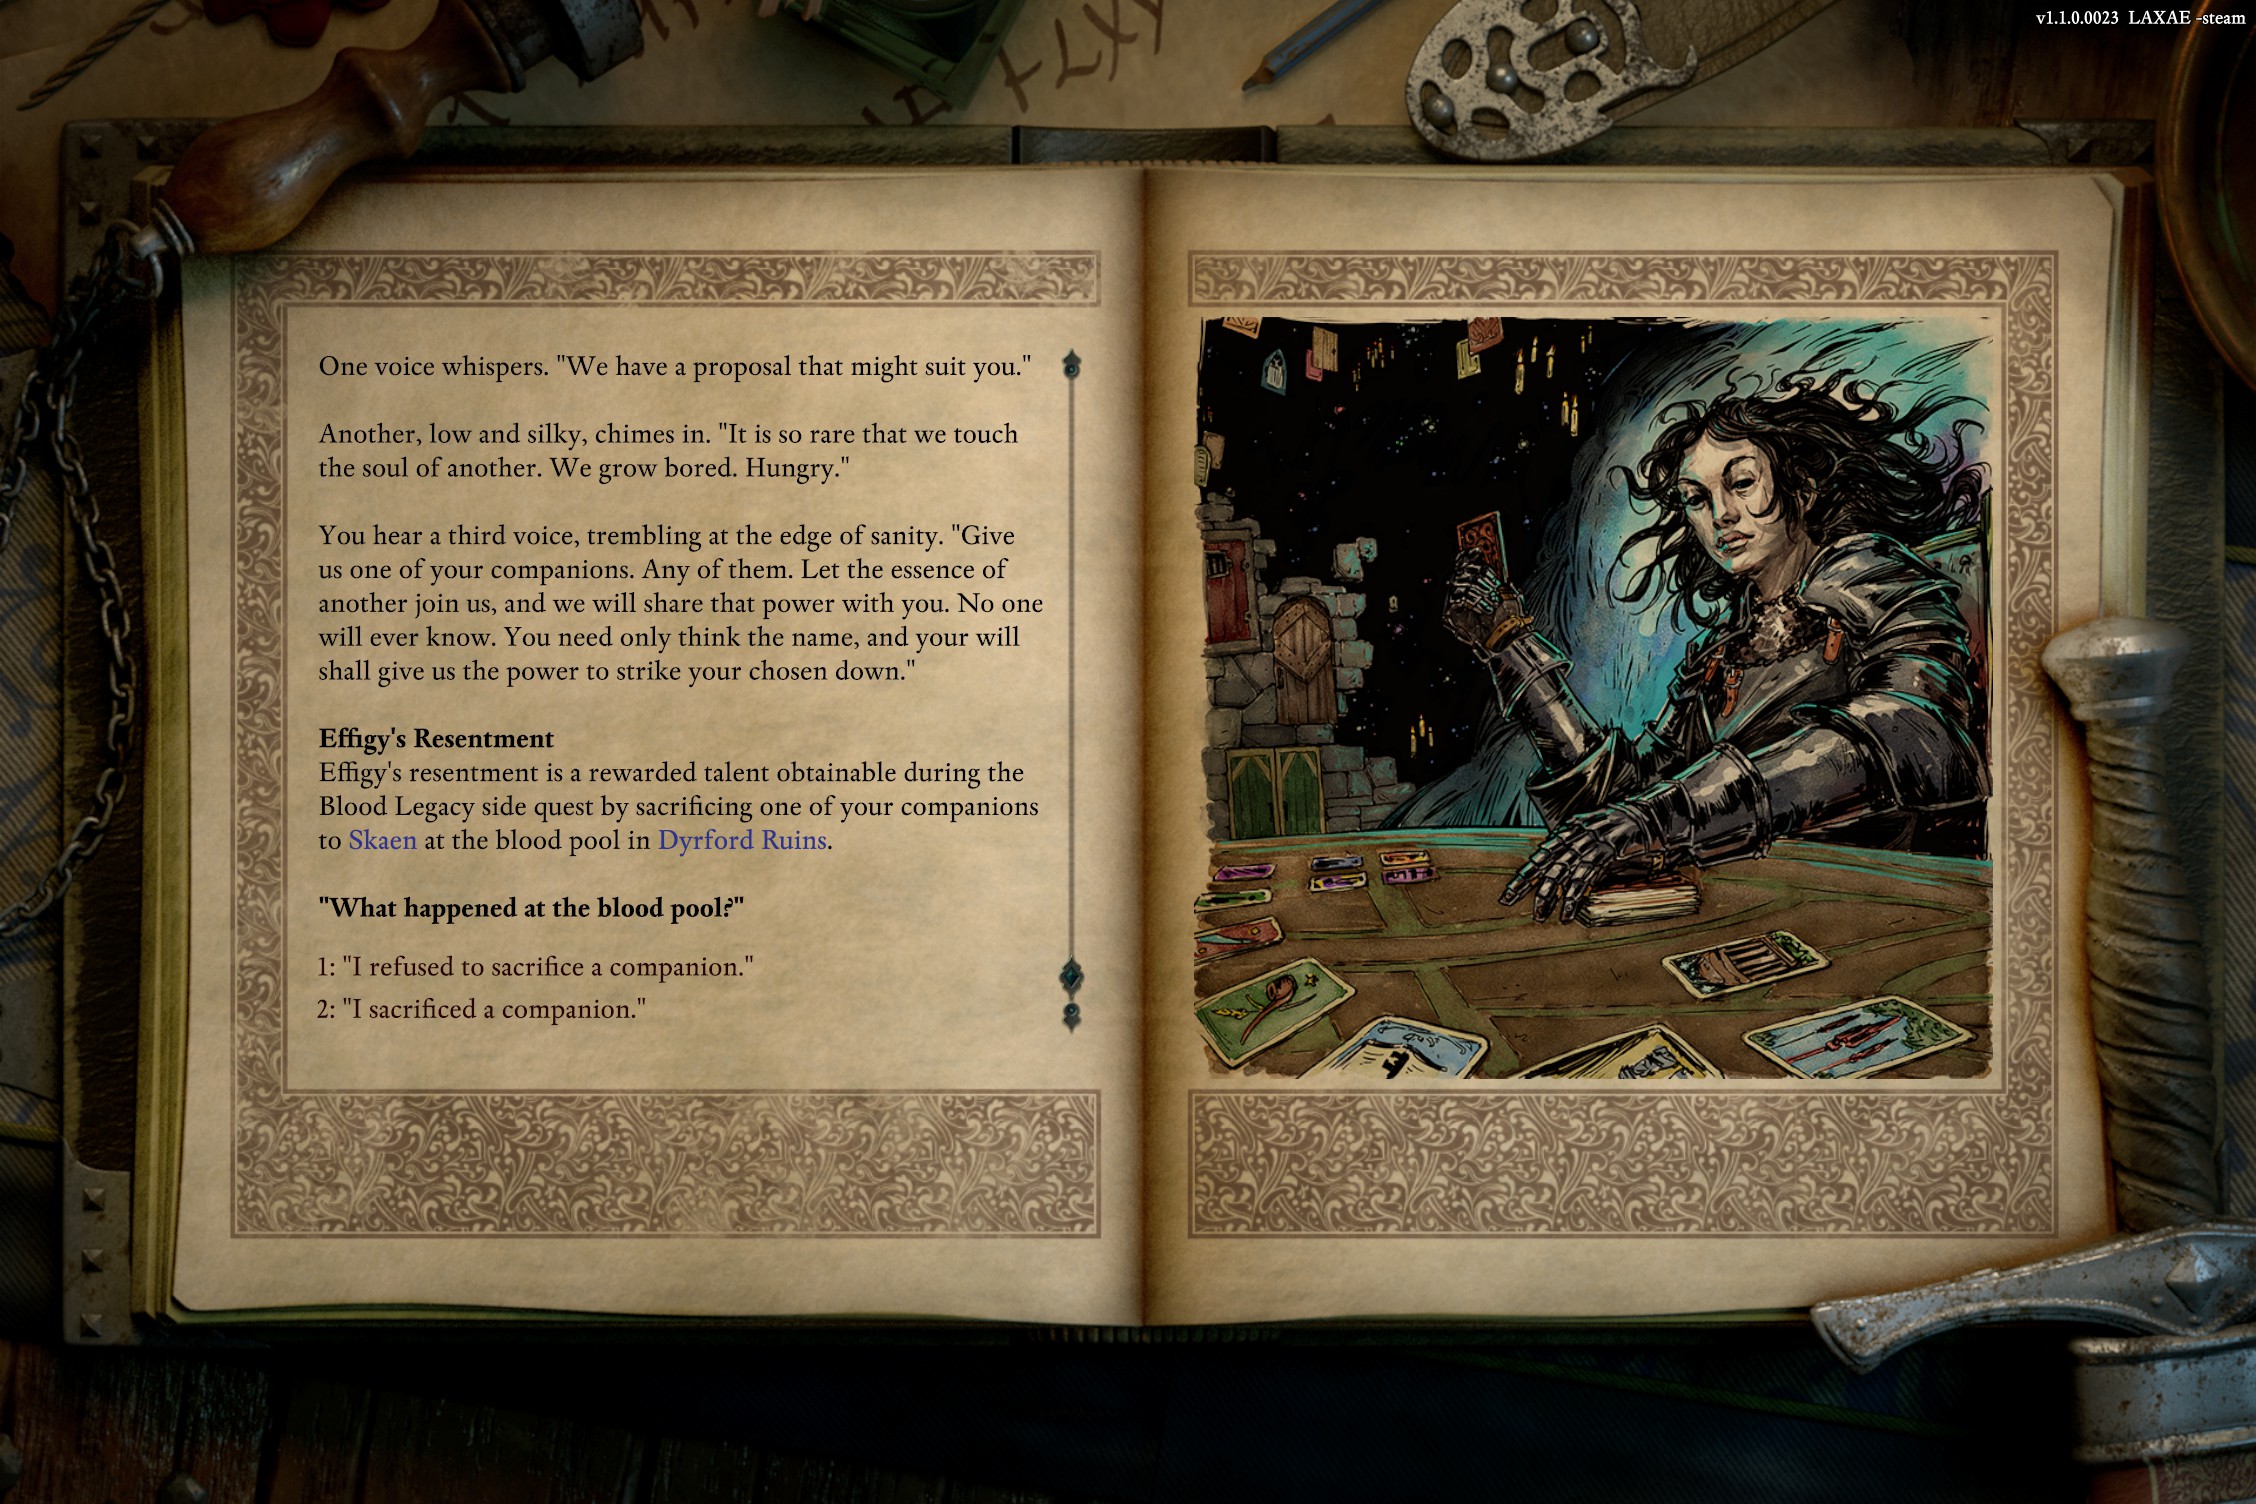 v1.1.0.0023 LAXAE -steam
One voice whispers. "We have a proposal that might suit you."
Another, low and silky, chimes in. "It is so rare that we touch
the soul of another. We grow bored. Hungry."
You hear a third voice, trembling at the edge of sanity. "Give
us one of your companions. Any of them. Let the essence of
another join us, and we will share that power with you. No one
will ever know. You need only think the name, and your will
shall give us the power to strike your chosen down."
Effigy's Resentment
Effigy's resentment is a rewarded talent obtainable during the
Blood Legacy side quest by sacrificing one of your companions
to Skaen at the blood pool in Dyrford Ruins.
"What happened at the blood pool?"
1: "I refused to sacrifice a companion."
2: "I sacrificed a companion."